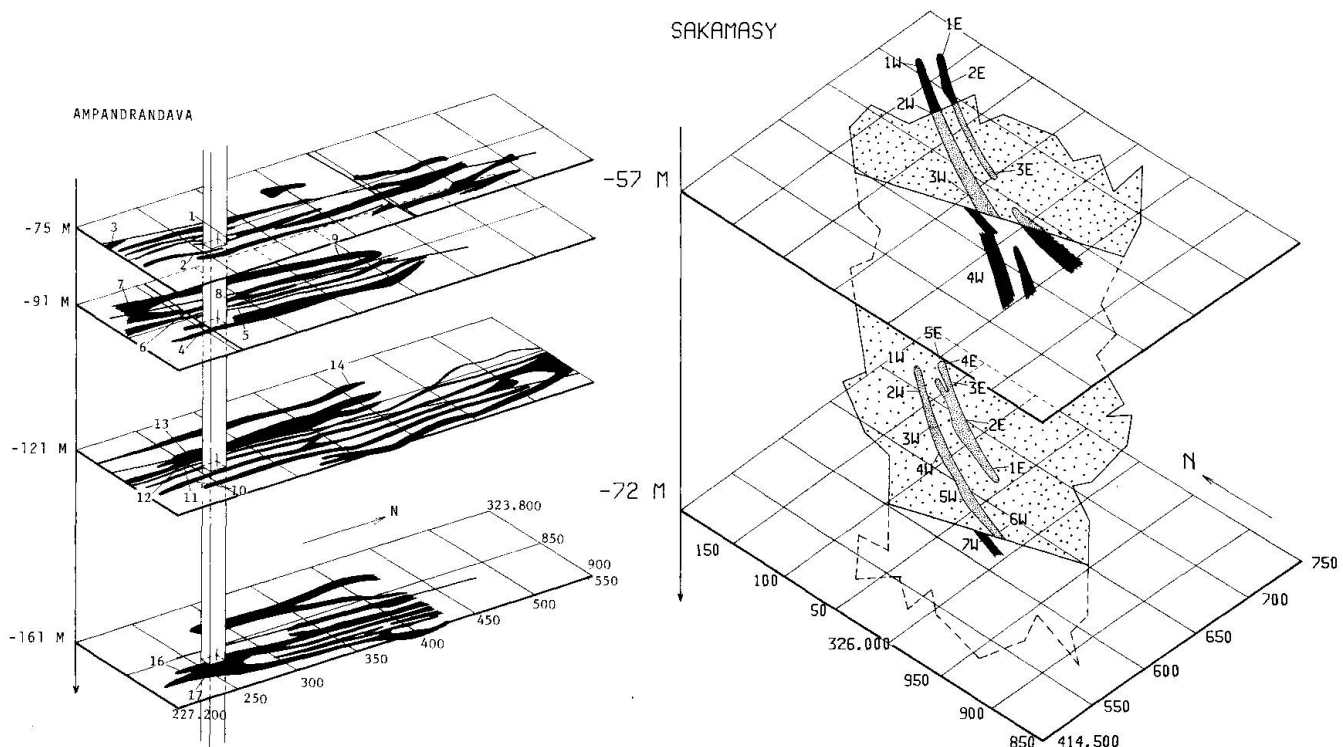 AMPANDRANDAVA
-75 M
3
1
2
-91 M
7
9
8
6
4
5
-121 M
14
13
12
11
10
N
323.800
850
900
550
500
450
400
350
300
250
227.200
-161 M
16
17
SAKAMASY
1E
1W
2E
2W
3W
3E
-57 M
4W
5E
1W
4E
2W
3E
3W
2E
4W
1E
5W
6W
7W
-72 M
N
150
100
50
326.000
950
900
850
414.500
550
600
650
700
750